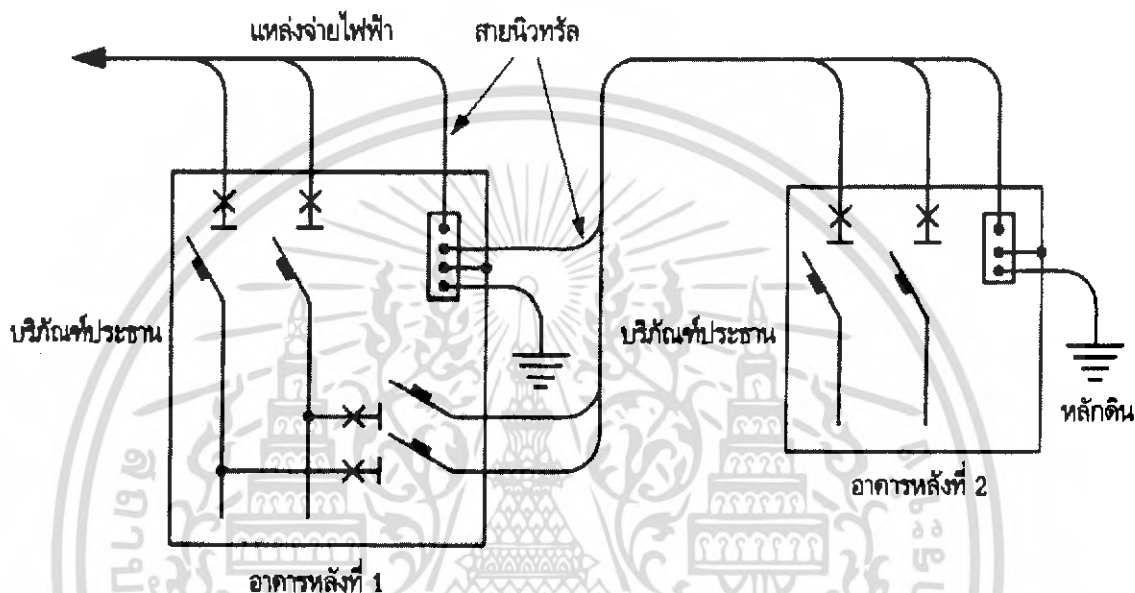 แหล่งจ่ายไฟฟ้า
สายนิวทรัล
บริภัณฑ์ประธาน
บริภัณฑ์ประธาน
หลักดิน
อาคารหลังที่ 2
อาคารหลังที่ 1